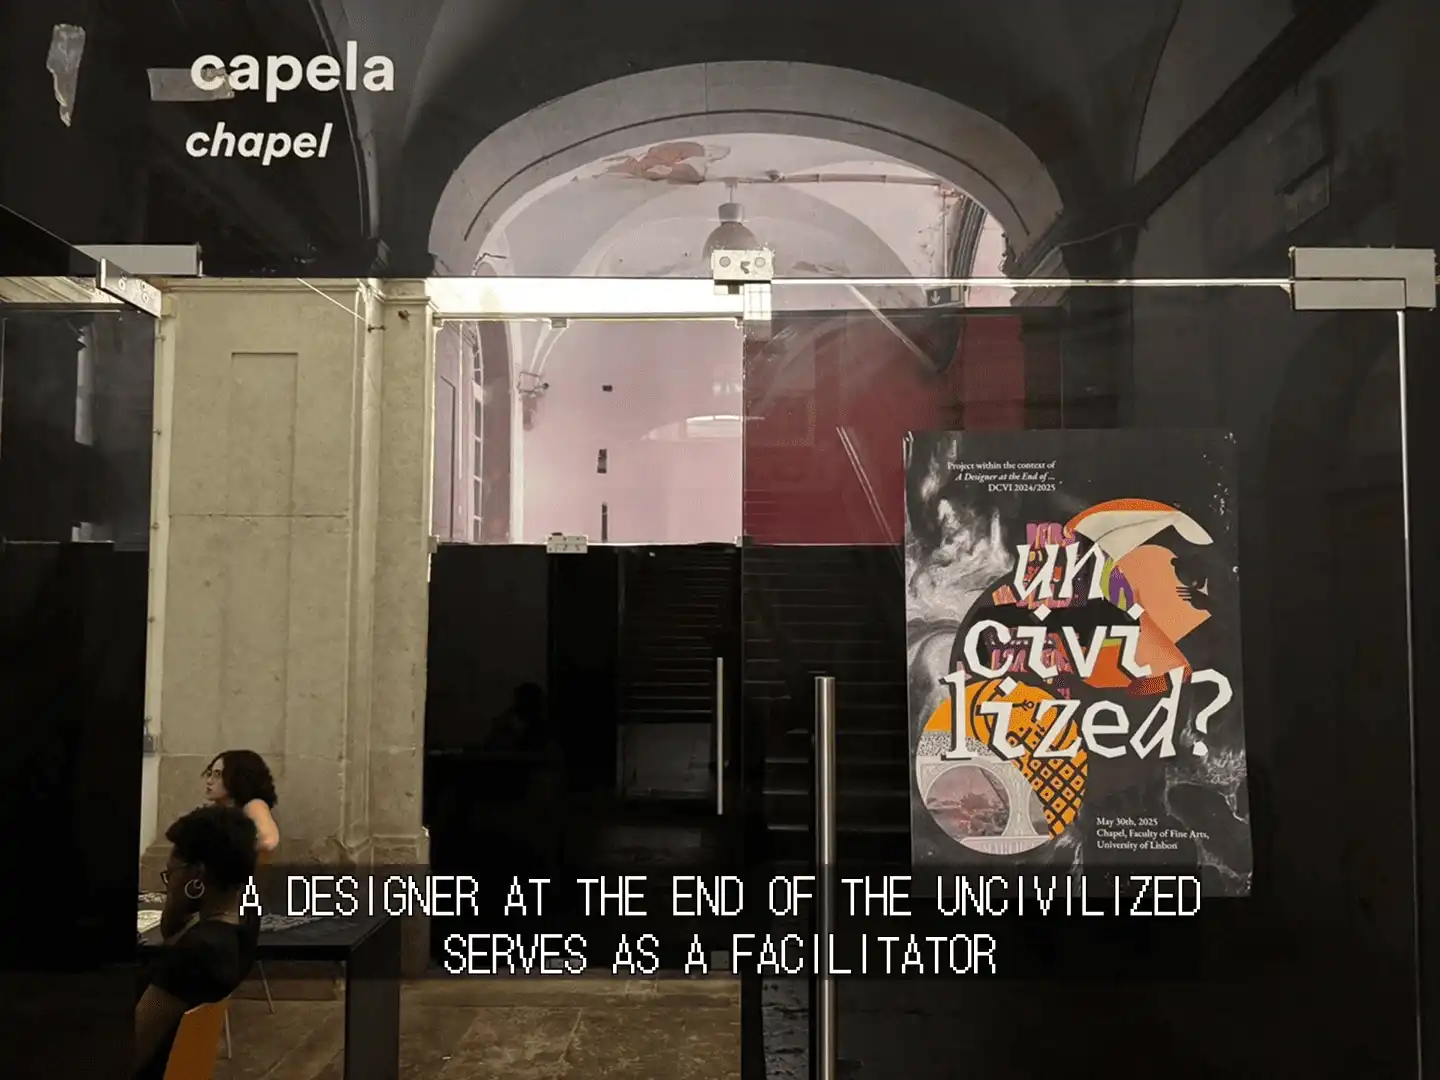 capela
chapel
Project within the context of
A Designer at the End of ...
DCVI 2024/2025
un
civi
lized?
May 30th, 2025
Chapel, Faculty of Fine Arts,
University of Lisbon
A DESIGNER AT THE END OF THE UNCIVILIZED
SERVES AS A FACILITATOR